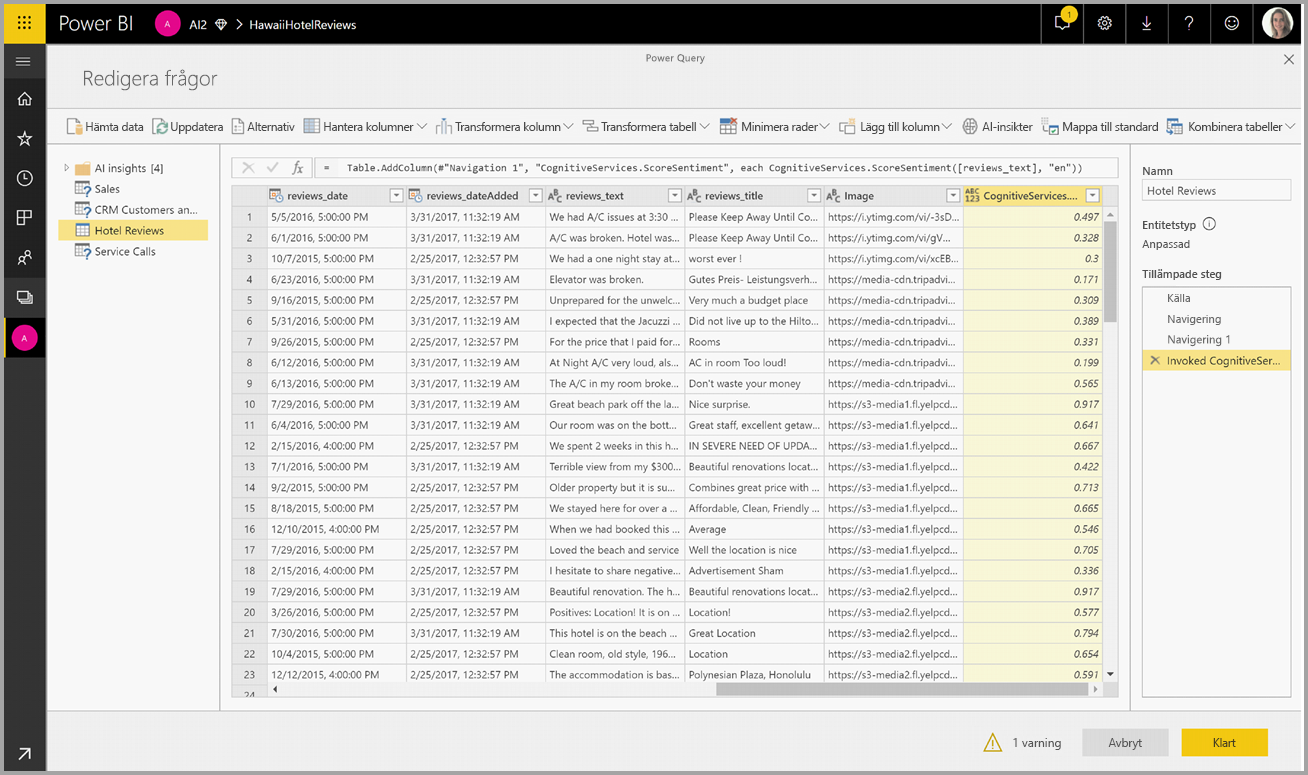 Power BI A AI2 > HawaiiHotelReviews 1 ?
Power Query
Redigera frågor
Hämta data Uppdatera Alternativ Hantera kolumner Transformera kolumn Transformera tabell Minimera rader Lägg till kolumn AI-insikter Mappa till standard Kombinera tabeller
AI insights [4]
Sales
CRM Customers an...
Hotel Reviews
Service Calls
A
fx = Table.AddColumn(#"Navigation 1", "CognitiveServices.ScoreSentiment", each CognitiveServices.ScoreSentiment([reviews_text], "en"))
reviews_date reviews_dateAdded ABC reviews_text ABC reviews_title ABC Image ABC 123 CognitiveServices....
1 5/5/2016, 5:00:00 PM 3/31/2017, 11:32:19 AM We had A/C issues at 3:30 ... Please Keep Away Until Co... https://i.ytimg.com/vi/-3sD... 0.497
2 6/1/2016, 5:00:00 PM 3/31/2017, 11:32:19 AM A/C was broken. Hotel was... Please Keep Away Until Co... https://i.ytimg.com/vi/gV... 0.328
3 10/7/2015, 5:00:00 PM 2/25/2017, 12:32:57 PM We had a one night stay at... worst ever ! https://i.ytimg.com/vi/xcEB... 0.3
4 6/23/2016, 5:00:00 PM 3/31/2017, 11:32:19 AM Elevator was broken. Gutes Preis- Leistungsverh... https://media-cdn.tripadvi... 0.171
5 9/16/2015, 5:00:00 PM 2/25/2017, 12:32:57 PM Unprepared for the unwelc... Very much a budget place https://media-cdn.tripadvi... 0.309
6 5/31/2016, 5:00:00 PM 3/31/2017, 11:32:19 AM I expected that the Jacuzzi ... Did not live up to the Hilto... https://media-cdn.tripadvi... 0.389
7 9/26/2015, 5:00:00 PM 2/25/2017, 12:32:57 PM For the price that I paid for... Rooms https://media-cdn.tripadvi... 0.331
8 6/12/2016, 5:00:00 PM 3/31/2017, 11:32:19 AM At Night A/C very loud, als... AC in room Too loud! https://media-cdn.tripadvi... 0.199
9 6/13/2016, 5:00:00 PM 3/31/2017, 11:32:19 AM The A/C in my room broke... Don't waste your money https://media-cdn.tripadvi... 0.565
10 7/29/2016, 5:00:00 PM 3/31/2017, 11:32:19 AM Great beach park off the la... Nice surprise. https://s3-media1.fl.yelpcd... 0.917
11 6/4/2016, 5:00:00 PM 3/31/2017, 11:32:19 AM Our room was on the bott... Great staff, excellent getaw... https://s3-media1.fl.yelpcd... 0.641
12 2/15/2016, 4:00:00 PM 2/25/2017, 12:32:57 PM We spent 2 weeks in this h... IN SEVERE NEED OF UPDA... https://s3-media1.fl.yelpcd... 0.667
13 7/1/2016, 5:00:00 PM 3/31/2017, 11:32:19 AM Terrible view from my $300... Beautiful renovations locat... https://s3-media1.fl.yelpcd... 0.422
14 9/2/2015, 5:00:00 PM 2/25/2017, 12:32:57 PM Older property but it is su... Combines great price with ... https://s3-media1.fl.yelpcd... 0.713
15 8/18/2015, 5:00:00 PM 2/25/2017, 12:32:57 PM We stayed here for over a ... Affordable, Clean, Friendly ... https://s3-media1.fl.yelpcd... 0.665
16 12/10/2015, 4:00:00 PM 2/25/2017, 12:32:57 PM When we had booked this ... Average https://s3-media1.fl.yelpcd... 0.546
17 7/29/2016, 5:00:00 PM 2/25/2017, 12:32:57 PM Loved the beach and service Well the location is nice https://s3-media1.fl.yelpcd... 0.705
18 2/15/2016, 4:00:00 PM 2/25/2017, 12:32:57 PM I hesitate to share negative... Advertisement Sham https://s3-media1.fl.yelpcd... 0.336
19 7/29/2016, 5:00:00 PM 3/31/2017, 11:32:19 AM Beautiful renovation. The h... Beautiful renovations locat... https://s3-media2.fl.yelpcd... 0.917
20 3/26/2016, 5:00:00 PM 2/25/2017, 12:32:57 PM Positives: Location! It is on ... Location! https://s3-media2.fl.yelpcd... 0.577
21 7/30/2016, 5:00:00 PM 3/31/2017, 11:32:19 AM This hotel is on the beach ... Great Location https://s3-media2.fl.yelpcd... 0.794
22 10/4/2015, 5:00:00 PM 2/25/2017, 12:32:57 PM Clean room, old style, 196... Location https://s3-media2.fl.yelpcd... 0.654
23 12/12/2015, 4:00:00 PM 2/25/2017, 12:32:57 PM The accommodation is bas... Polynesian Plaza, Honolulu https://s3-media2.fl.yelpcd... 0.591
24
Namn
Hotel Reviews
Entitetstyp
Anpassad
Tillämpade steg
Källa
Navigering
Navigering 1
Invoked CognitiveSer...
1 varning Avbryt Klart